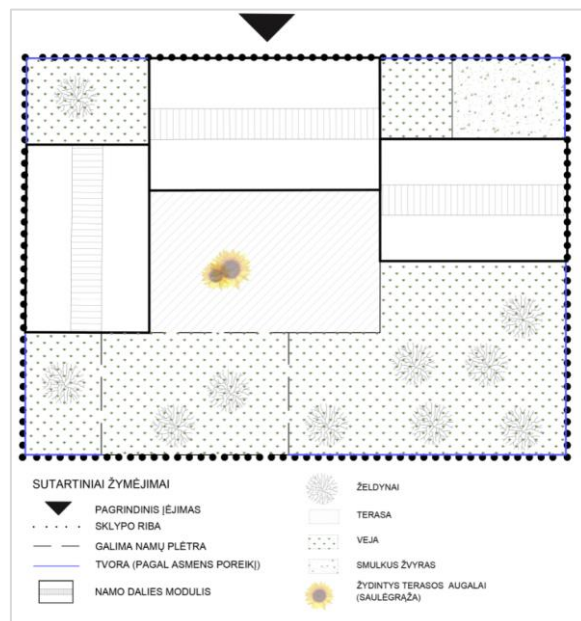 SUTARTINIAI ŽYMĖJIMAI
PAGRINDINIS ĮĖJIMAS
SKLYPO RIBA
GALIMA NAMŲ PLĖTRA
TVORA (PAGAL ASMENS POREIKĮ)
NAMO DALIES MODULIS
ŽELDYNAI
TERASA
VEJA
SMULKUS ŽVYRAS
ŽYDINTYS TERASOS AUGALAI
(SAULĖGRĄŽA)